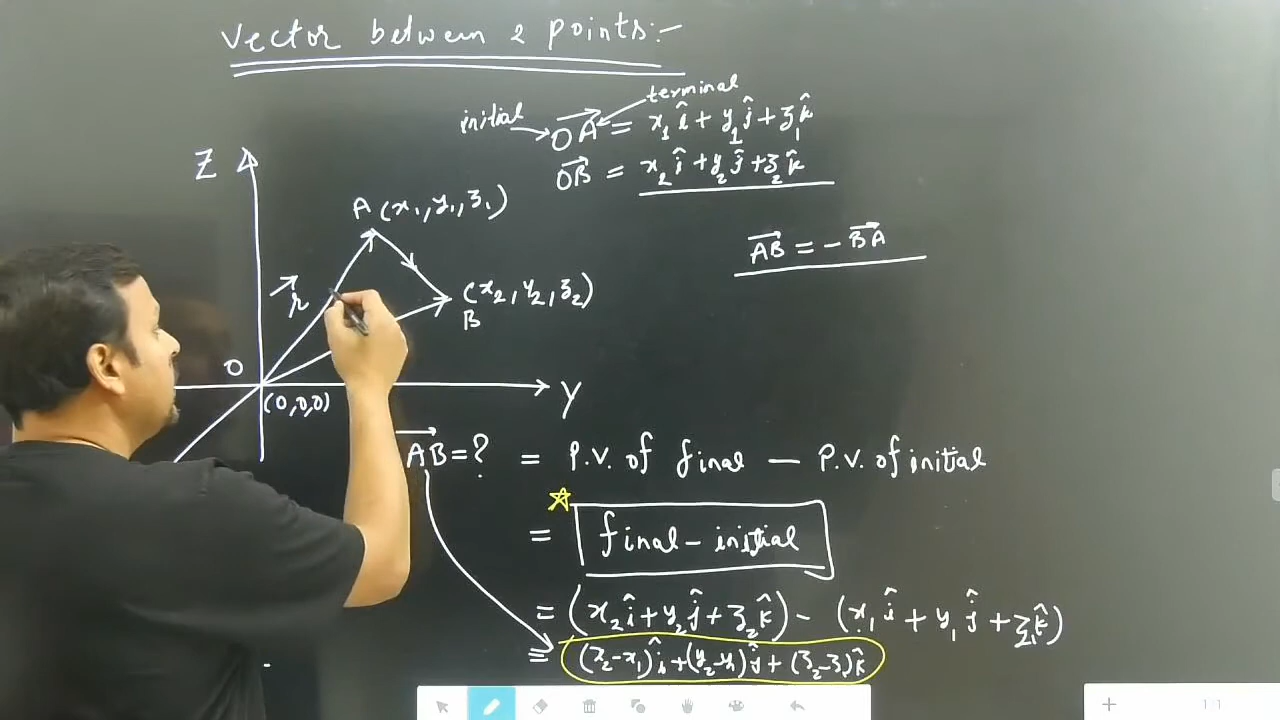 Vector between 2 points:-
initial
terminal
OA = x₁î + y₁ĵ + z₁k̂
OB = x₂î + y₂ĵ + z₂k̂
Z
A (x₁, y₁, z₁)
AB = - BA
r
(x₂, y₂, z₂)
B
O
(0,0,0)
Y
AB = ? = P.V. of final — P.V. of initial
= final - initial
= (x₂î + y₂ĵ + z₂k̂) - (x₁î + y₁ĵ + z₁k̂)
= (x₂-x₁)î + (y₂-y₁)ĵ + (z₂-z₁)k̂
1/1